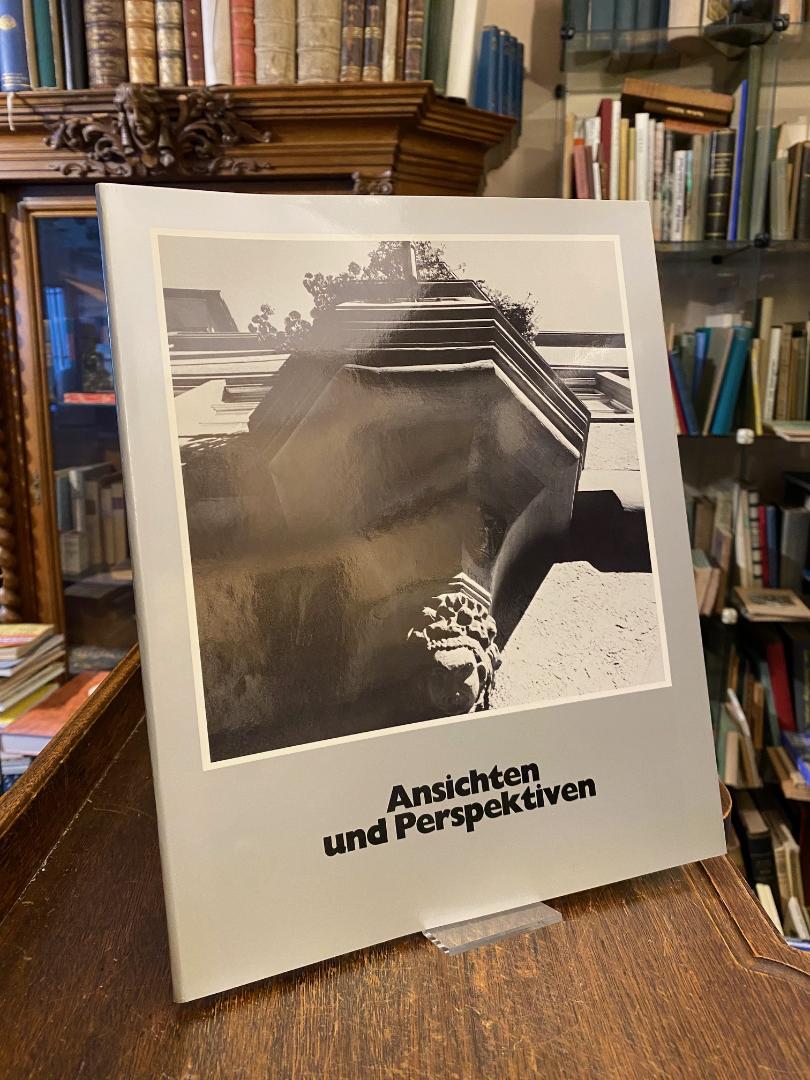 Ansichten
und Perspektiven